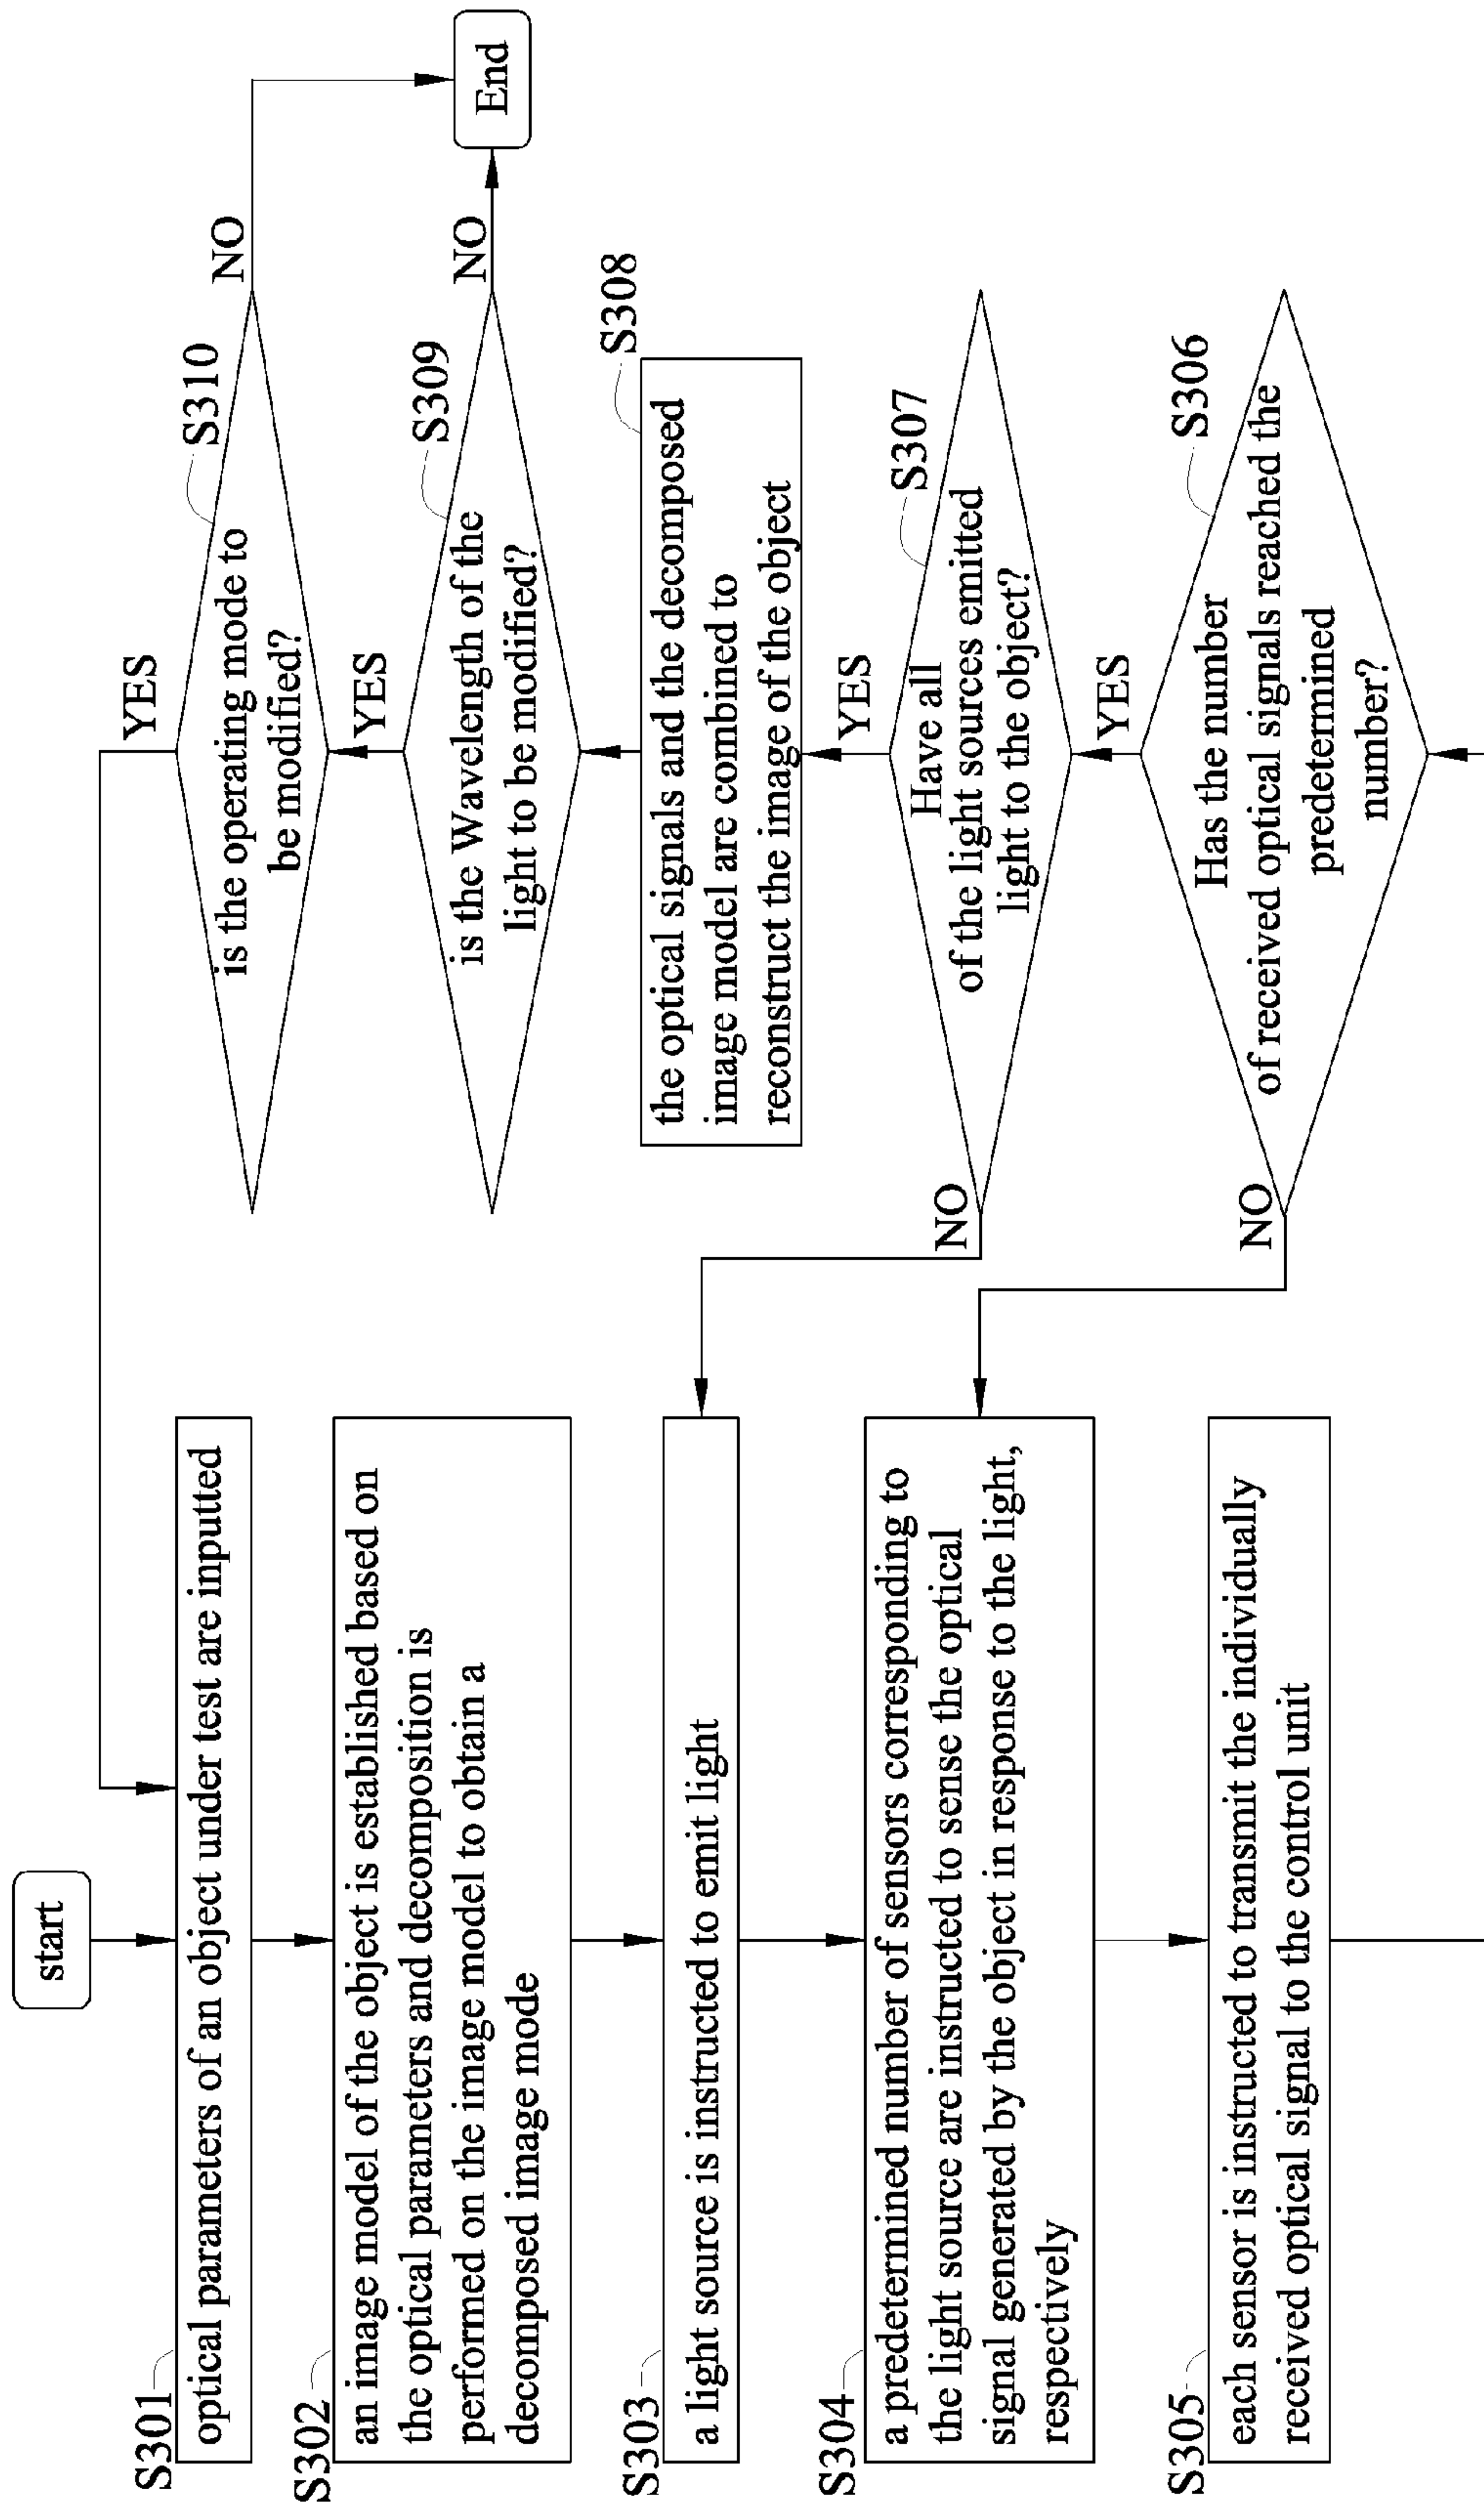 start
S301
optical parameters of an object under test are inputted
S302
an image model of the object is established based on
the optical parameters and decomposition is
performed on the image model to obtain a
decomposed image mode
S303
a light source is instructed to emit light
S304
a predetermined number of sensors corresponding to
the light source are instructed to sense the optical
signal generated by the object in response to the light,
respectively
S305
each sensor is instructed to transmit the individually
received optical signal to the control unit
S306
Has the number
of received optical signals reached the
predetermined
number?
NO
YES
S307
Have all
of the light sources emitted
light to the object?
NO
YES
S308
the optical signals and the decomposed
image model are combined to
reconstruct the image of the object
S309
is the Wavelength of the
light to be modified?
NO
YES
S310
is the operating mode to
be modified?
NO
YES
End